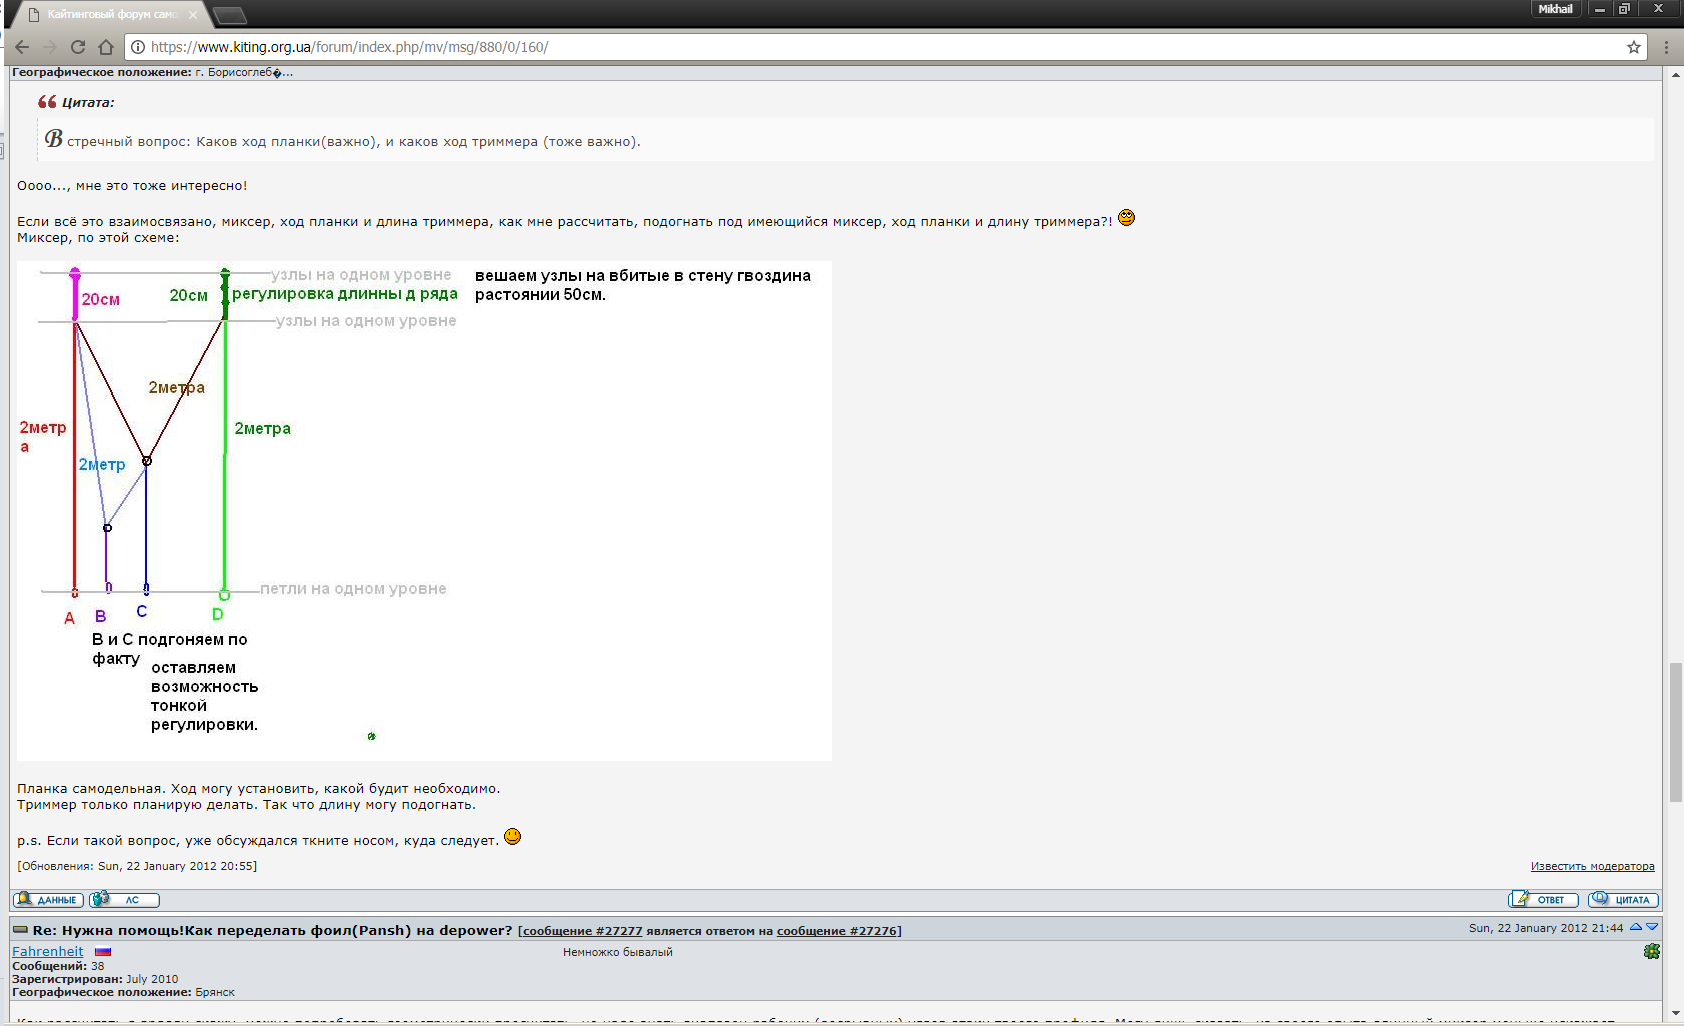 Кайтинговый форум само
Mikhail
https://www.kiting.org.ua/forum/index.php/mv/msg/880/0/160/
Географическое положение: г. Борисоглеб�...
Цитата:
Встречный вопрос: Каков ход планки(важно), и каков ход триммера (тоже важно).
Оооо..., мне это тоже интересно!
Если всё это взаимосвязано, миксер, ход планки и длина триммера, как мне рассчитать, подогнать под имеющийся миксер, ход планки и длину триммера?!
Миксер, по этой схеме:
узлы на одном уровне
вешаем узлы на вбитые в стену гвоздина
растоянии 50см.
20см
20см
регулировка длинны д ряда
узлы на одном уровне
2метра
2метр
а
2метра
2метр
петли на одном уровне
A
B
C
D
В и С подгоняем по
факту
оставляем
возможность
тонкой
регулировки.
Планка самодельная. Ход могу установить, какой будит необходимо.
Триммер только планирую делать. Так что длину могу подогнать.
p.s. Если такой вопрос, уже обсуждался ткните носом, куда следует.
[Обновления: Sun, 22 January 2012 20:55]
Известить модератора
ДАННЫЕ
ЛС
ОТВЕТ
ЦИТАТА
Re: Нужна помощь!Как переделать фоил(Pansh) на depower? [сообщение #27277 является ответом на сообщение #27276]
Sun, 22 January 2012 21:44
Fahrenheit
Немножко бывалый
Сообщений: 38
Зарегистрирован: July 2010
Географическое положение: Брянск